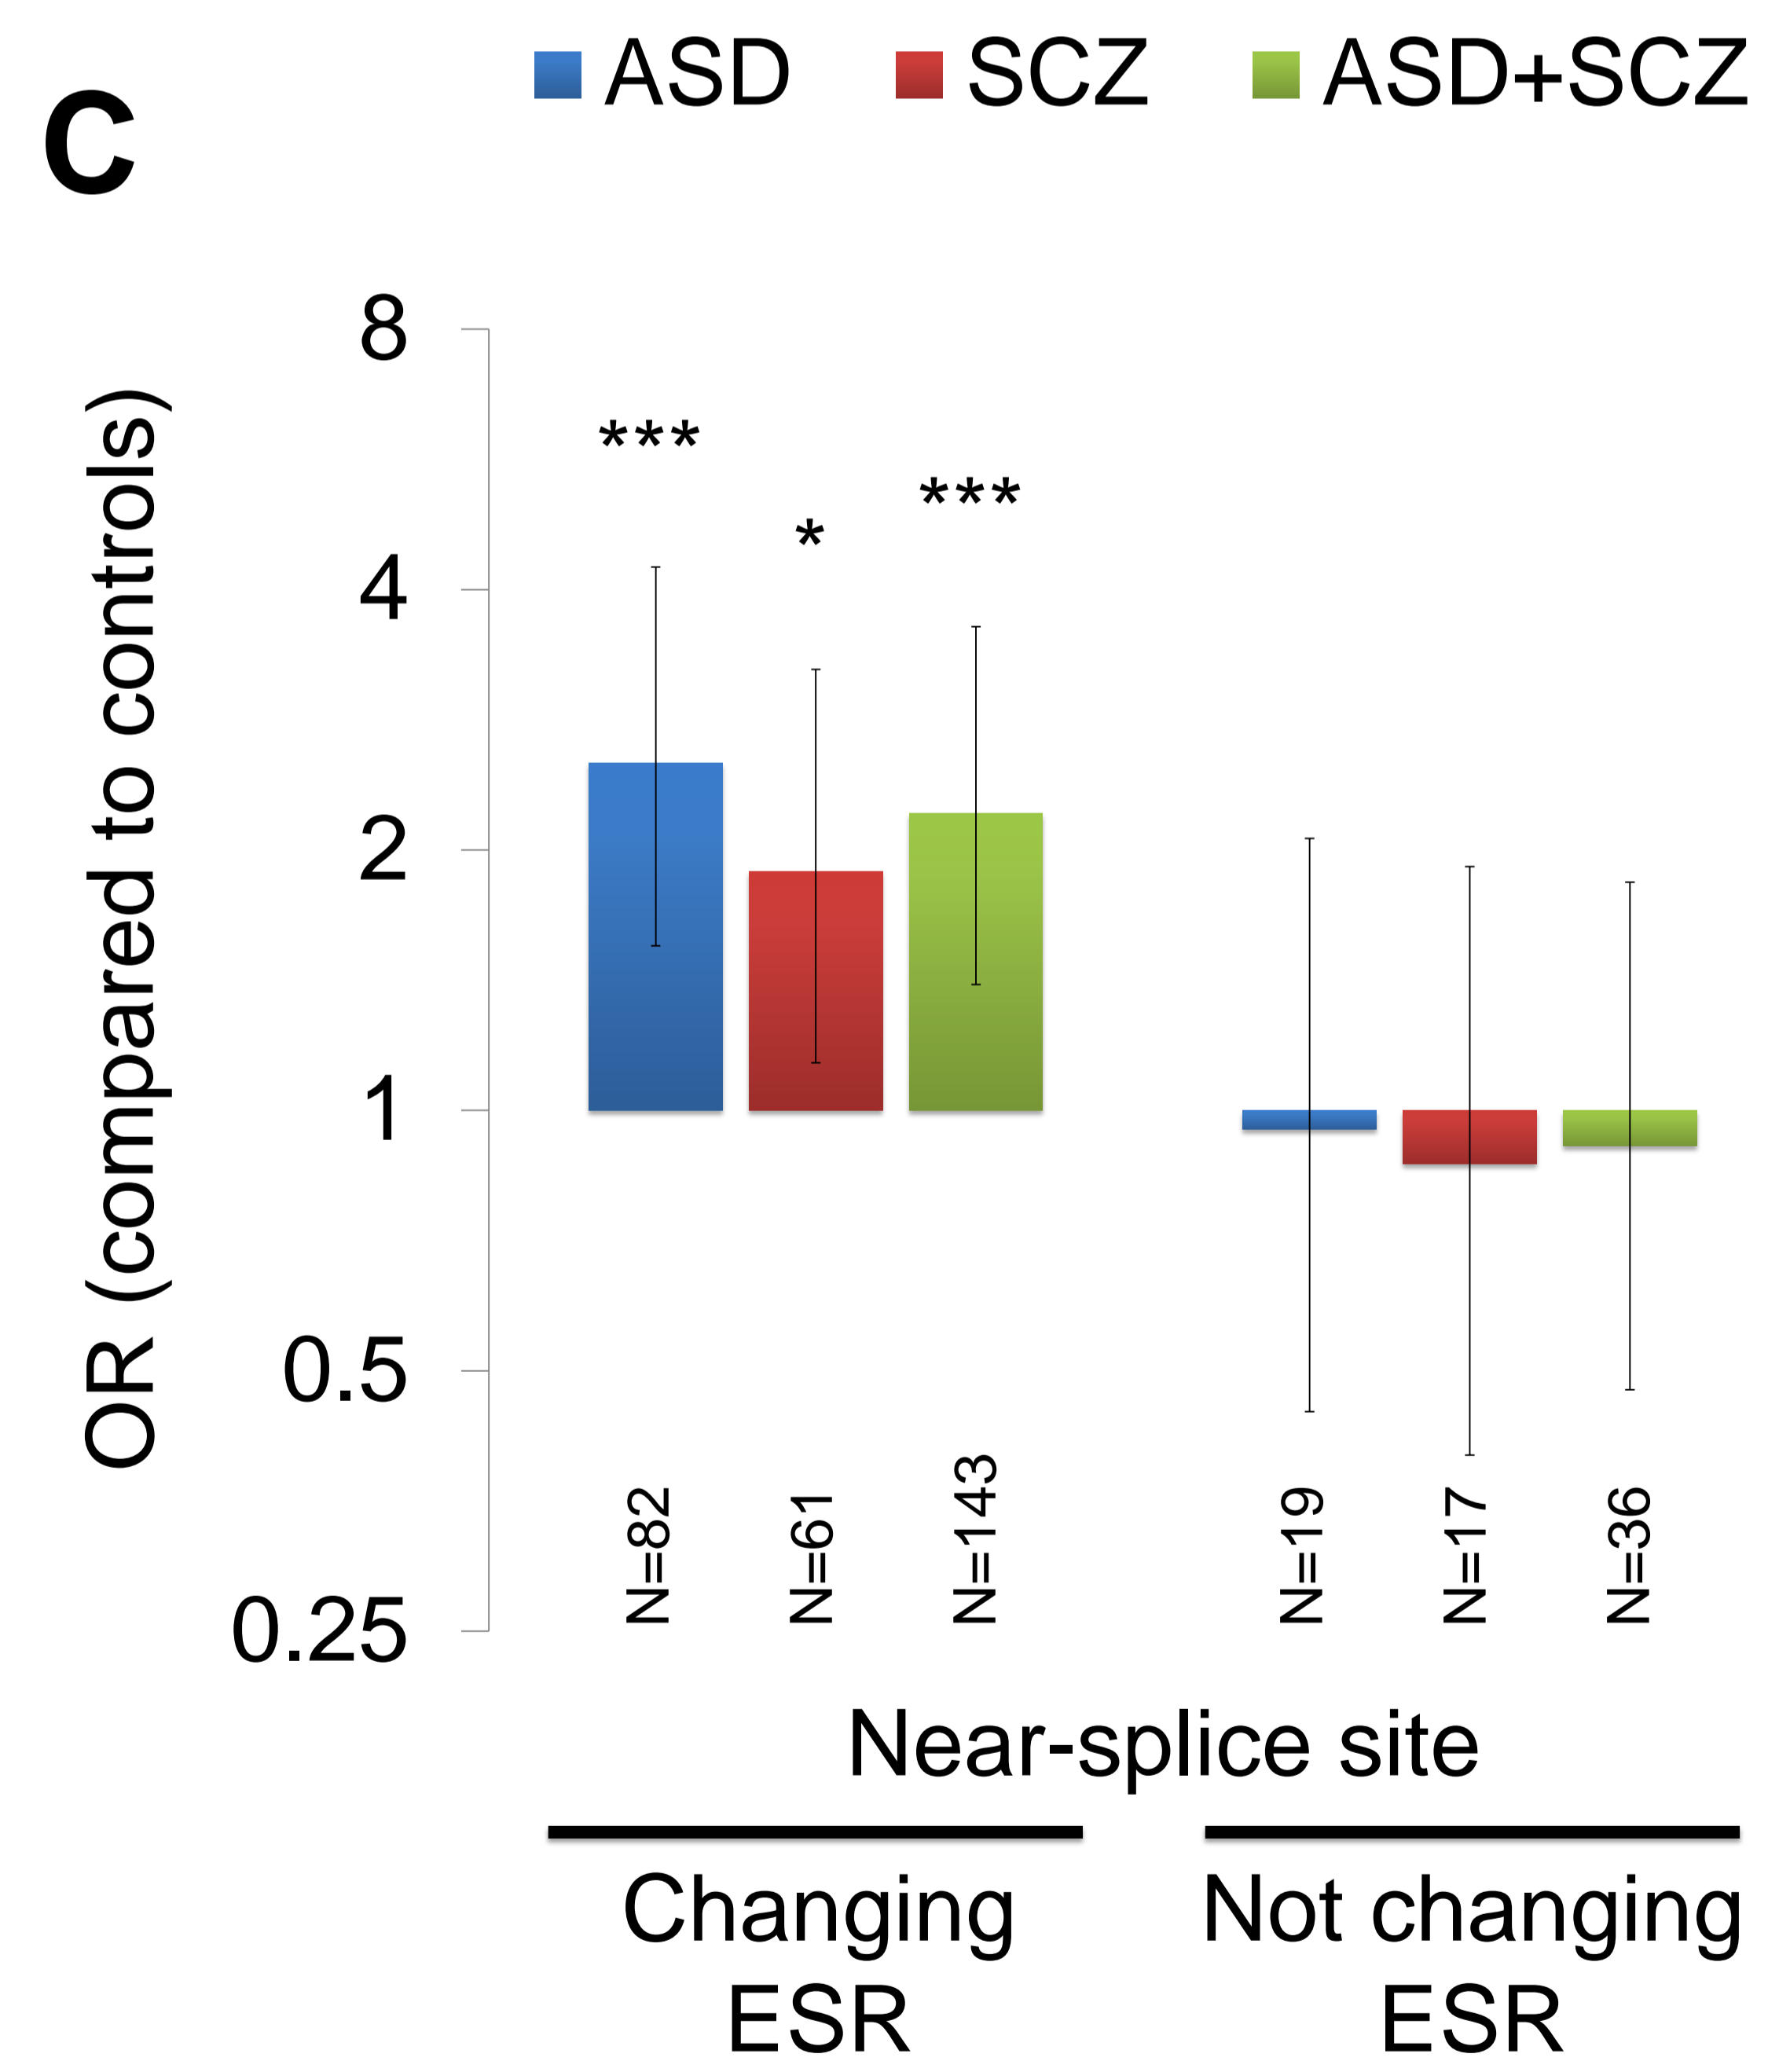 C
ASD SCZ ASD+SCZ
OR (compared to controls)
8
4
2
1
0.5
0.25
***
*
***
N=82
N=61
N=143
N=19
N=17
N=36
Near-splice site
Changing
ESR
Not changing
ESR